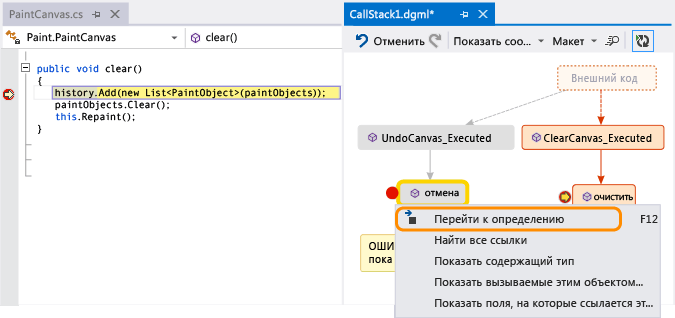 PaintCanvas.cs
Paint.PaintCanvas
clear()
public void clear()
{
history.Add(new List<PaintObject>(paintObjects));
paintObjects.Clear();
this.Repaint();
}
CallStack1.dgml*
Отменить
Показать соо...
Макет
Внешний код
UndoCanvas_Executed
ClearCanvas_Executed
отмена
очистить
ОШИ
пока
Перейти к определению F12
Найти все ссылки
Показать содержащий тип
Показать вызываемые этим объектом...
Показать поля, на которые ссылается эт...